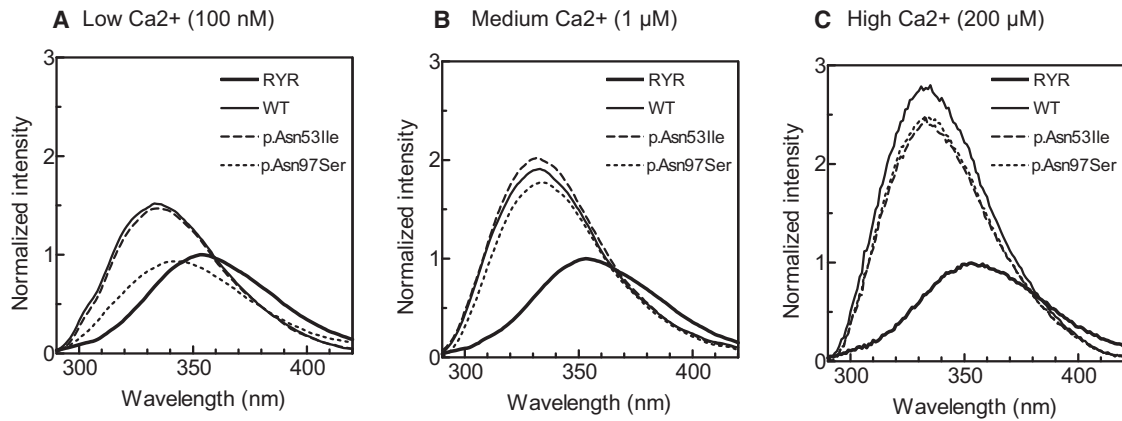 A Low Ca2+ (100 nM)
3
2
1
0
300
350
400
Normalized intensity
Wavelength (nm)
RYR
WT
p.Asn53Ile
p.Asn97Ser
B Medium Ca2+ (1 µM)
3
2
1
0
300
350
400
Normalized intensity
Wavelength (nm)
RYR
WT
p.Asn53Ile
p.Asn97Ser
C High Ca2+ (200 µM)
3
2
1
0
300
350
400
Normalized intensity
Wavelength (nm)
RYR
WT
p.Asn53Ile
p.Asn97Ser